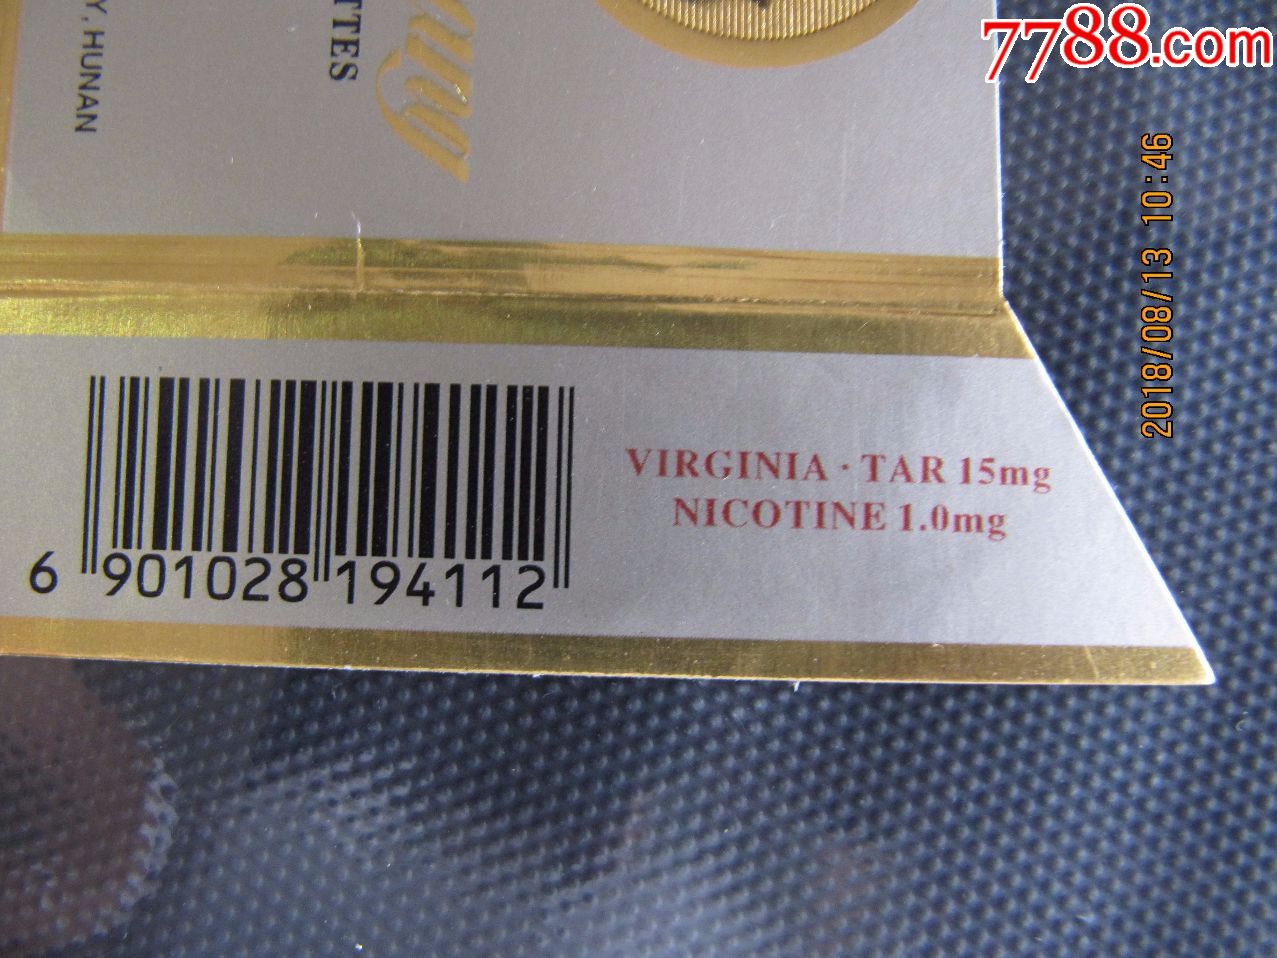 7788.com
TTES
Y, HUNAN
2018/08/13 10:46
VIRGINIA · TAR 15mg
NICOTINE 1.0mg
6 901028 194112